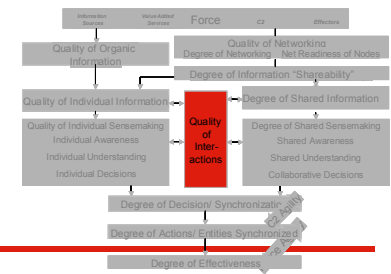 Information Value Added Force C2 Effectors
Sources Services
Quality of Organic
Information
Quality of Networking
Degree of Networking Net Readiness of Nodes
Degree of Information “Shareability”
Quality of Individual Information
Degree of Shared Information
Quality
of
Inter-
actions
Quality of Individual Sensemaking
Individual Awareness
Individual Understanding
Individual Decisions
Degree of Shared Sensemaking
Shared Awareness
Shared Understanding
Collaborative Decisions
Degree of Decision/ Synchronizatio
C2 Agility
Degree of Actions/ Entities Synchronized
Degree of Effectiveness